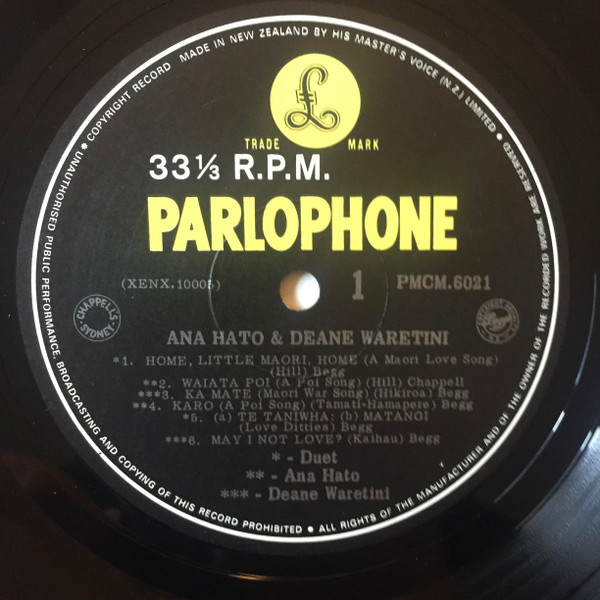 COPYRIGHT RECORD MADE IN NEW ZEALAND BY HIS MASTER'S VOICE (N.Z.) LIMITED
£
TRADE MARK
33⅓ R.P.M.
PARLOPHONE
(XENX.10005)
1
PMCM.6021
CHAPPELL'S SYDNEY
ANA HATO & DEANE WARETINI
*1. HOME, LITTLE MAORI, HOME (A Maori Love Song)
(Hill) Begg
**2. WAIATA POI (A Poi Song) (Hill) Chappell
***3. KA MATE (Maori War Song) (Hikiroa) Begg
**4. KARO (A Poi Song) (Tamati-Hamapere) Begg
*5. (a) TE TANIWHA: (b) MATANGI
(Love Ditties) Begg
***6. MAY I NOT LOVE? (Kaihau) Begg
* - Duet
** - Ana Hato
*** - Deane Waretini
UNAUTHORISED PUBLIC PERFORMANCE, BROADCASTING AND COPYING OF THIS RECORD PROHIBITED • ALL RIGHTS OF THE MANUFACTURER AND OF THE OWNER OF THE RECORDED WORK ARE RESERVED •